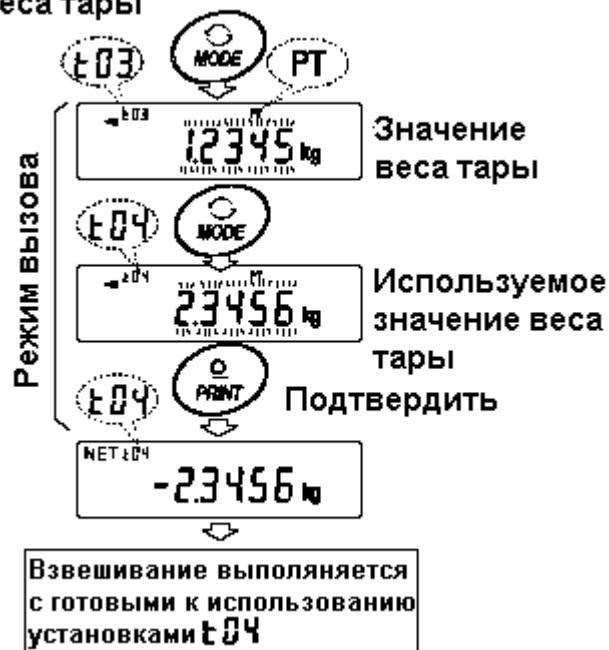 еса тары
t03
MODE
PT
t03
PT
1.2345 kg
Значение
веса тары
Режим вызова
t04
MODE
t04
PT
2.3456 kg
Используемое
значение веса
тары
t04
PRINT
Подтвердить
NET t04
-2.3456 kg
Взвешивание выполяняется
с готовыми к использованию
установками t04